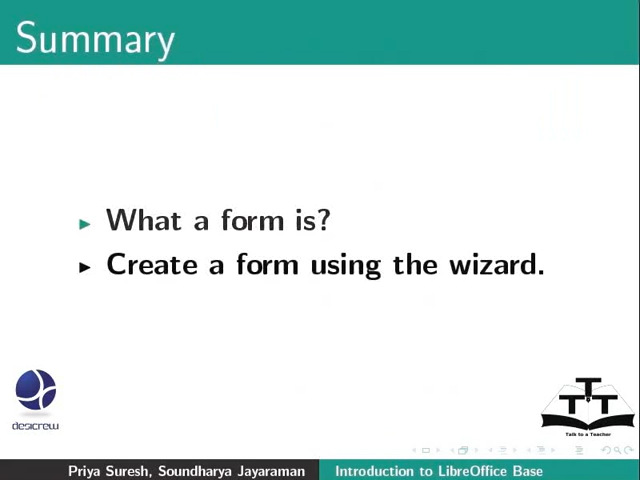 Summary
What a form is?
Create a form using the wizard.
desicrew
TTT
Talk to a Teacher
Priya Suresh, Soundharya Jayaraman
Introduction to LibreOffice Base